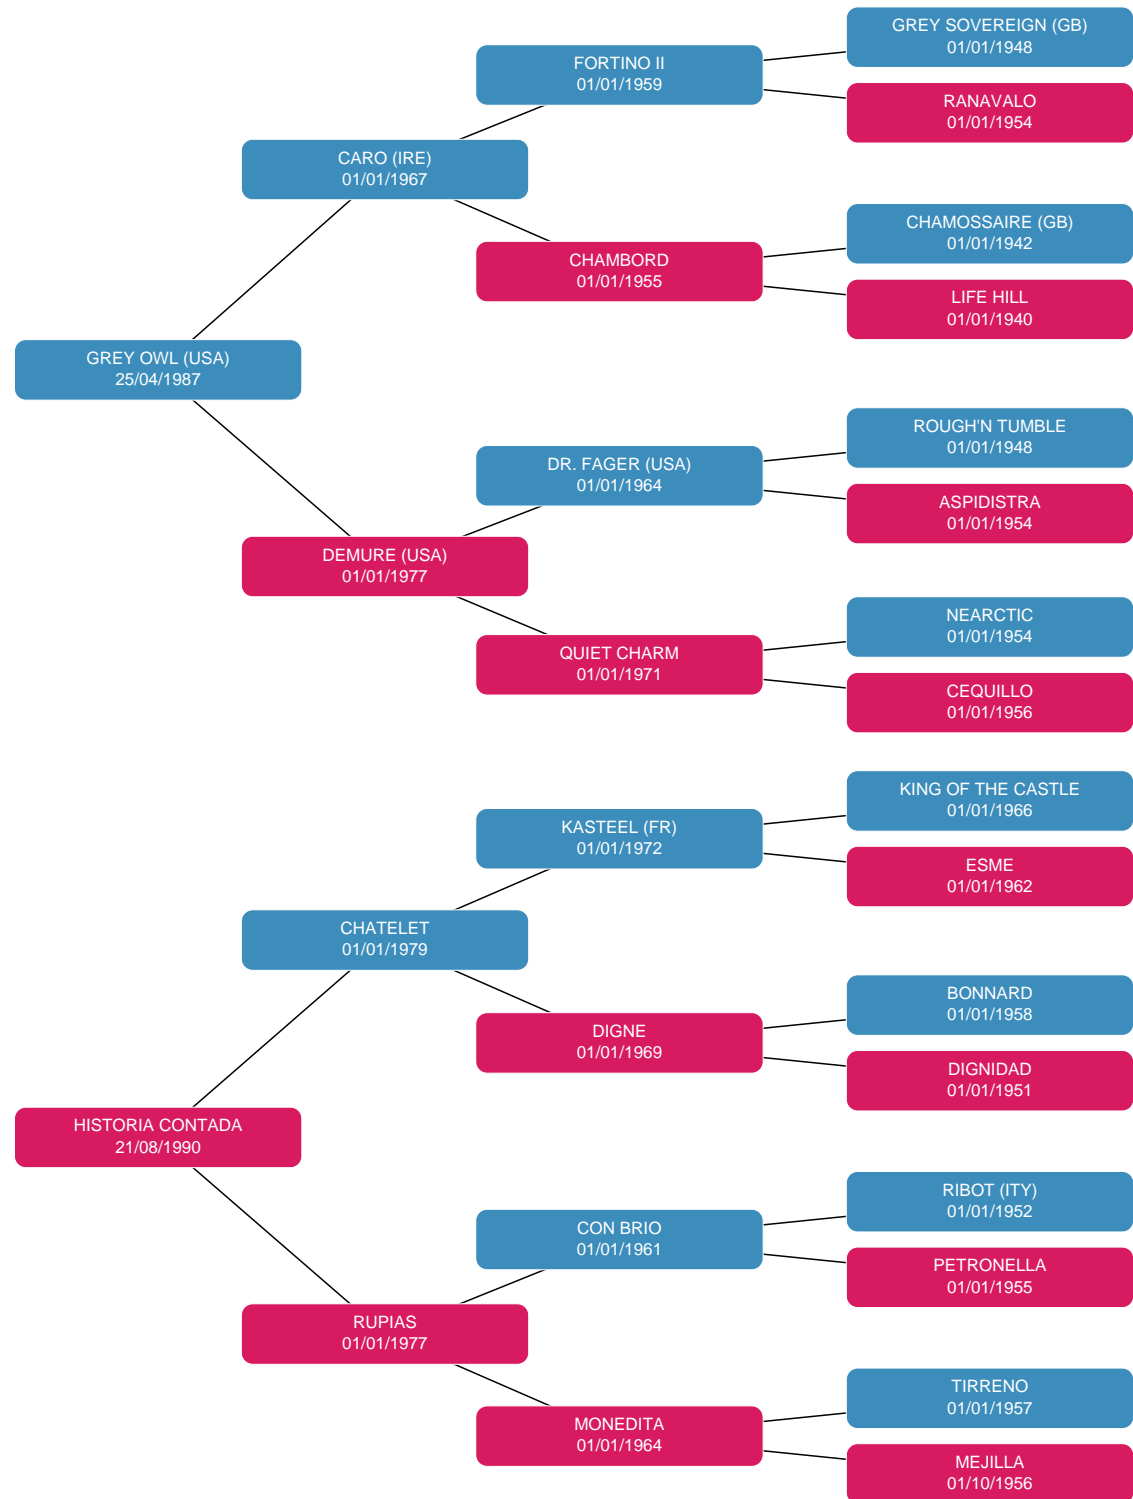 GREY SOVEREIGN (GB)
01/01/1948
FORTINO II
01/01/1959
RANAVALO
01/01/1954
CARO (IRE)
01/01/1967
CHAMOSSAIRE (GB)
01/01/1942
CHAMBORD
01/01/1955
LIFE HILL
01/01/1940
GREY OWL (USA)
25/04/1987
ROUGH'N TUMBLE
01/01/1948
DR. FAGER (USA)
01/01/1964
ASPIDISTRA
01/01/1954
DEMURE (USA)
01/01/1977
NEARCTIC
01/01/1954
QUIET CHARM
01/01/1971
CEQUILLO
01/01/1956
KING OF THE CASTLE
01/01/1966
KASTEEL (FR)
01/01/1972
ESME
01/01/1962
CHATELET
01/01/1979
BONNARD
01/01/1958
DIGNE
01/01/1969
DIGNIDAD
01/01/1951
HISTORIA CONTADA
21/08/1990
RIBOT (ITY)
01/01/1952
CON BRIO
01/01/1961
PETRONELLA
01/01/1955
RUPIAS
01/01/1977
TIRRENO
01/01/1957
MONEDITA
01/01/1964
MEJILLA
01/10/1956